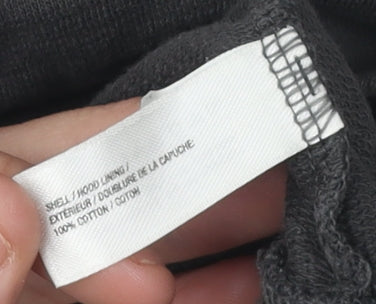 SHELL / HOOD LINING /
EXTÉRIEUR / DOUBLURE DE LA CAPUCHE:
100% COTTON / COTON